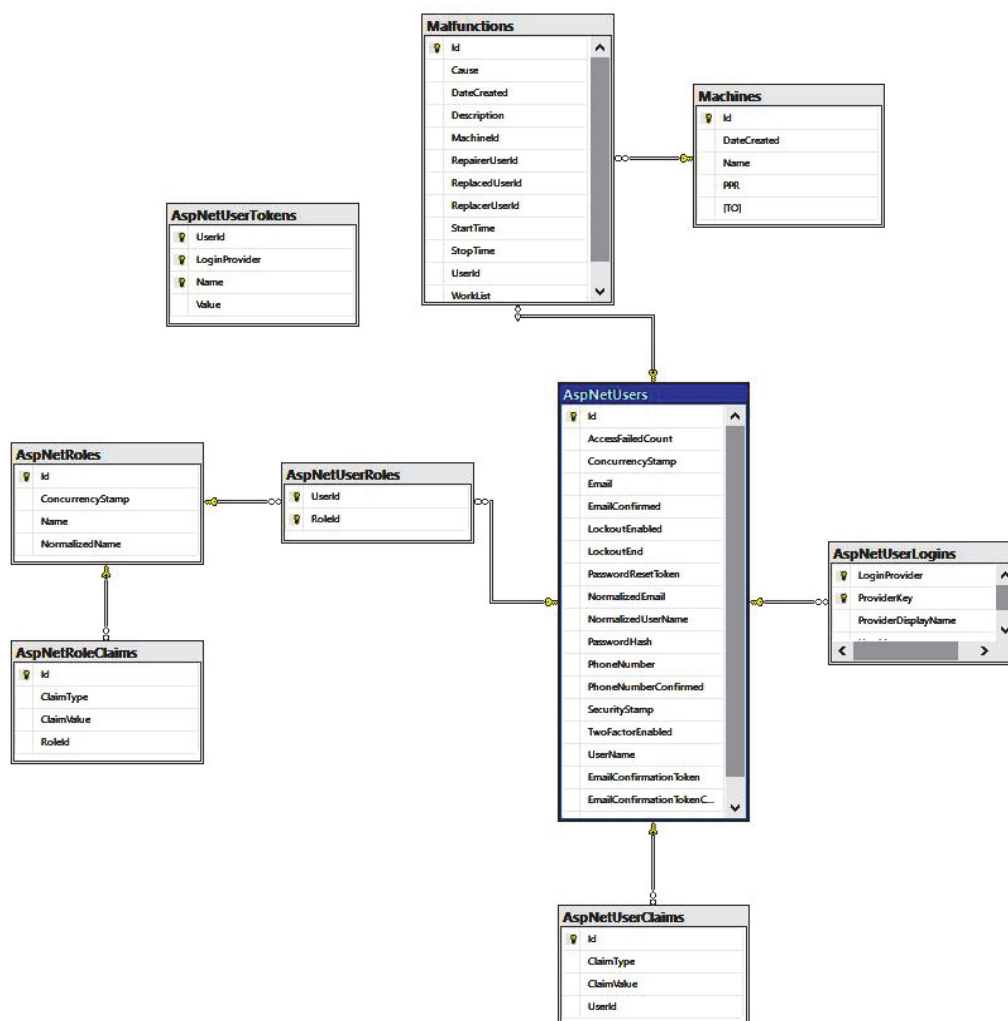 Malfunctions
Id
Cause
DateCreated
Description
MachineId
RepairerUserId
ReplacedUserId
ReplacerUserId
StartTime
StopTime
UserId
WorkList
Machines
Id
DateCreated
Name
PPR
[TO]
AspNetUserTokens
UserId
LoginProvider
Name
Value
AspNetUsers
Id
AccessFailedCount
ConcurrencyStamp
Email
EmailConfirmed
LockoutEnabled
LockoutEnd
PasswordResetToken
NormalizedEmail
NormalizedUserName
PasswordHash
PhoneNumber
PhoneNumberConfirmed
SecurityStamp
TwoFactorEnabled
UserName
EmailConfirmationToken
EmailConfirmationTokenC...
AspNetRoles
Id
ConcurrencyStamp
Name
NormalizedName
AspNetUserRoles
UserId
RoleId
AspNetUserLogins
LoginProvider
ProviderKey
ProviderDisplayName
AspNetRoleClaims
Id
ClaimType
ClaimValue
RoleId
AspNetUserClaims
Id
ClaimType
ClaimValue
UserId